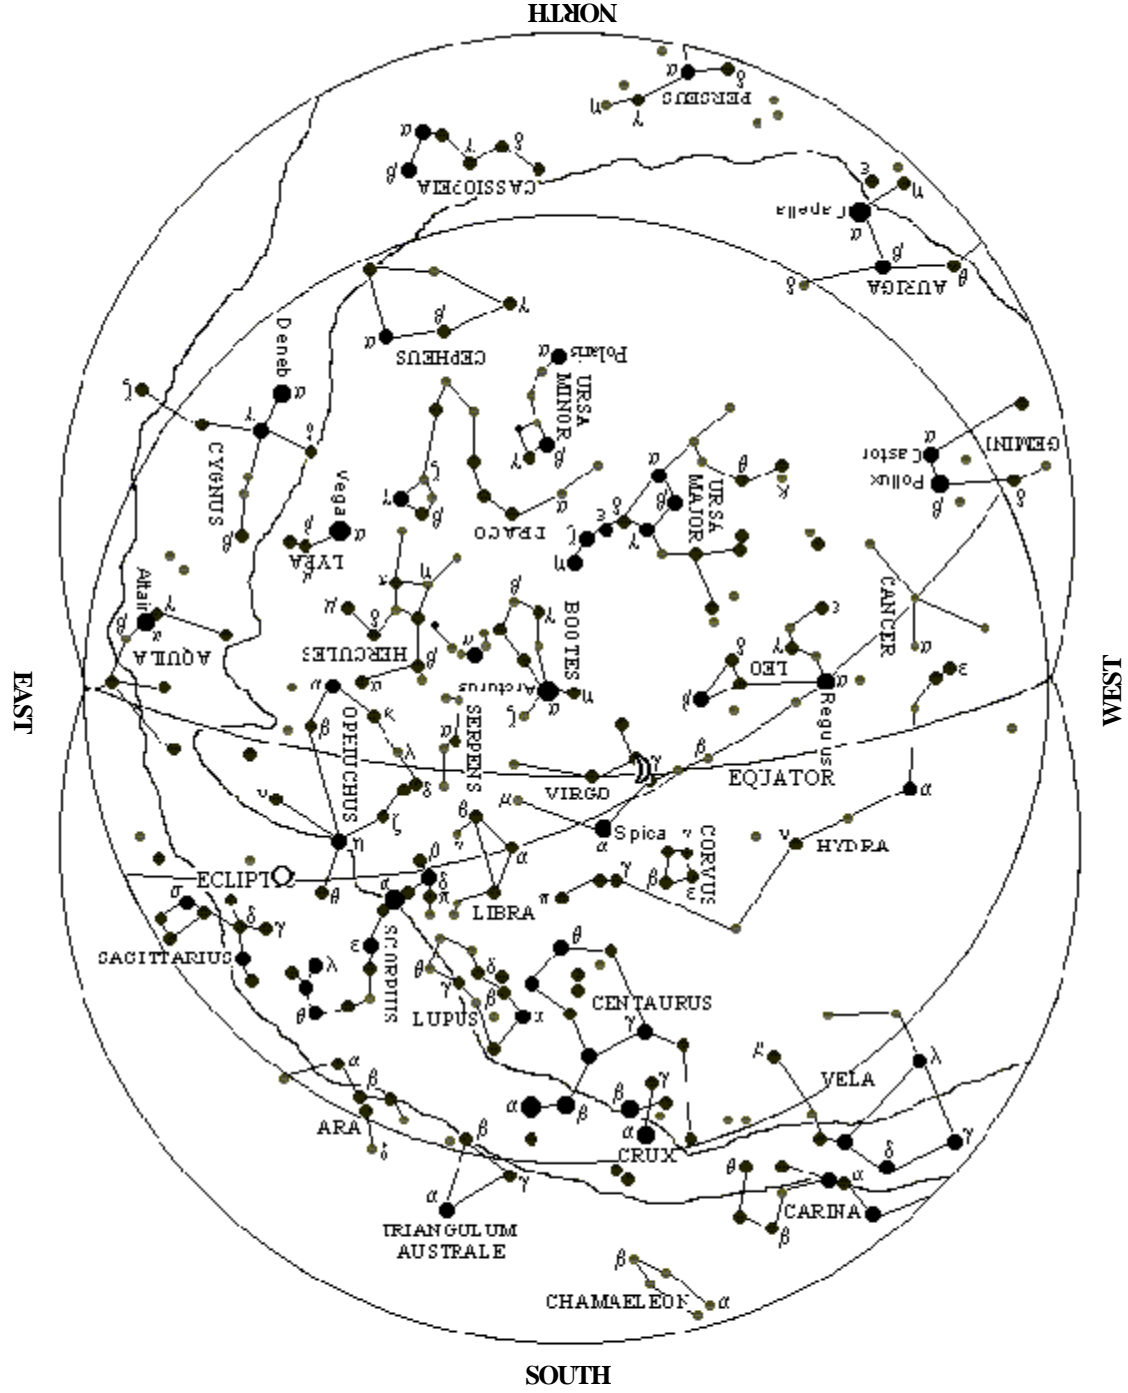 NORTH
PERSEUS
α
δ
η
γ
CASSIOPEIA
α
β
γ
δ
Capella
α
ε
η
β
θ
δ
AURIGA
CEPHEUS
α
β
γ
Deneb
α
CYGNUS
ζ
γ
δ
β
Polaris
α
URSA
MINOR
β
γ
URSA
MAJOR
α
β
γ
δ
ε
ζ
η
θ
κ
GEMINI
α
Castor
Pollux
β
δ
Vega
α
LYRA
β
DRACO
γ
β
ζ
α
Altair
α
β
γ
AQUILA
HERCULES
π
η
μ
δ
β
α
α
BOOTES
β
γ
Arcturus
α
η
ζ
CANCER
α
LEO
ε
γ
δ
β
α
Regulus
EAST
WEST
OPHIUCHUS
α
β
κ
λ
δ
ζ
ν
η
θ
SERPENS
α
μ
VIRGO
γ
β
EQUATOR
Spica
α
CORVUS
β
ε
HYDRA
ε
α
ν
γ
π
LIBRA
β
α
ECLIPTIC
SAGITTARIUS
σ
δ
γ
SCORPIUS
α
β
δ
π
ε
λ
θ
LUPUS
θ
γ
δ
β
α
CENTAURUS
θ
γ
α
β
VELA
μ
λ
δ
γ
ARA
α
β
δ
CRUX
γ
β
α
TRIANGULUM
AUSTRALE
β
γ
α
CARINA
θ
α
β
CHAMAELEON
β
α
SOUTH